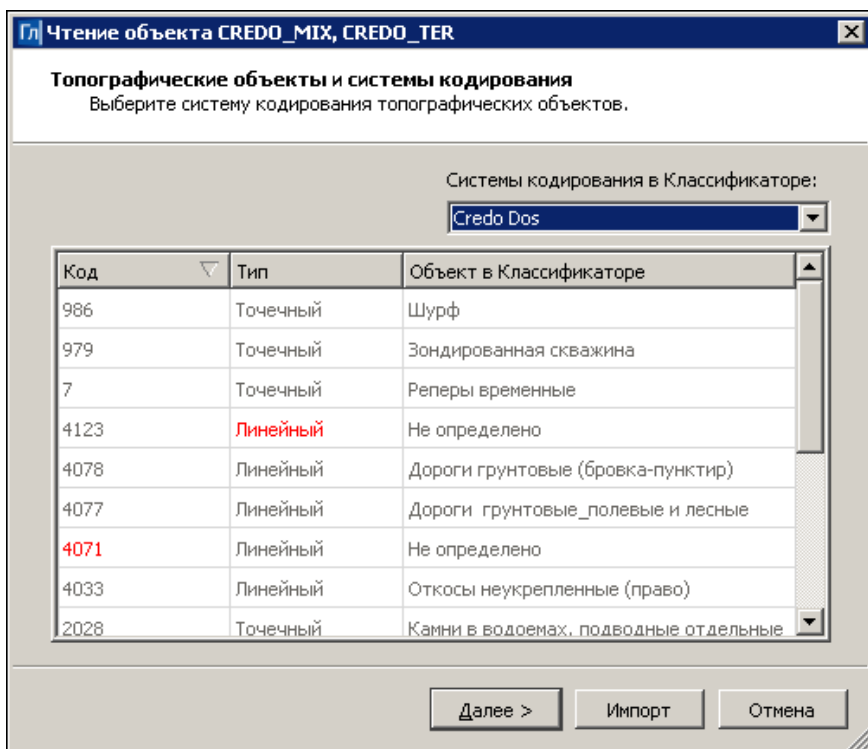 Гл Чтение объекта CREDO_MIX, CREDO_TER
Топографические объекты и системы кодирования
Выберите систему кодирования топографических объектов.
Системы кодирования в Классификаторе:
Credo Dos
Код Тип Объект в Классификаторе
986 Точечный Шурф
979 Точечный Зондированная скважина
7 Точечный Реперы временные
4123 Линейный Не определено
4078 Линейный Дороги грунтовые (бровка-пунктир)
4077 Линейный Дороги грунтовые_полевые и лесные
4071 Линейный Не определено
4033 Линейный Откосы неукрепленные (право)
2028 Точечный Камни в водоемах, подводные отдельные
Далее > Импорт Отмена